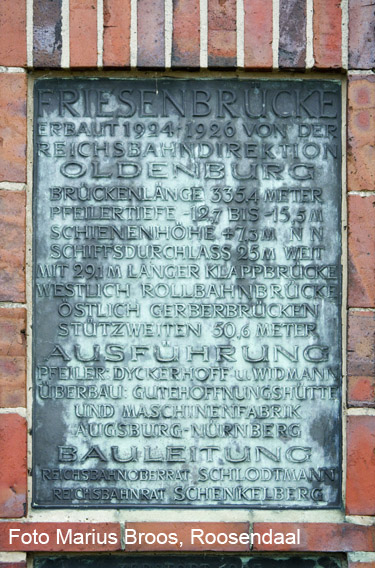 FRIESENBRÜCKE
ERBAUT 1924-1926 VON DER
REICHSBAHNDIREKTION
OLDENBURG
BRÜCKENLÄNGE 335,4 METER
PFEILERTIEFE -12,7 BIS -15,5 M
SCHIENENHÖHE +7,5 M N N
SCHIFFSDURCHLASS 25 M WEIT
MIT 29,1 M LANGER KLAPPBRÜCKE
WESTLICH ROLLBAHNBRÜCKE
ÖSTLICH GERBERBRÜCKEN
STÜTZWEITEN 50,6 METER
AUSFÜHRUNG
PFEILER: DYCKERHOFF u. WIDMANN
ÜBERBAU: GUTEHOFFNUNGSHÜTTE
UND MASCHINENFABRIK
AUGSBURG-NÜRNBERG
BAULEITUNG
REICHSBAHNOBERRAT SCHLODTMANN
REICHSBAHNRAT SCHENKELBERG
Foto Marius Broos, Roosendaal